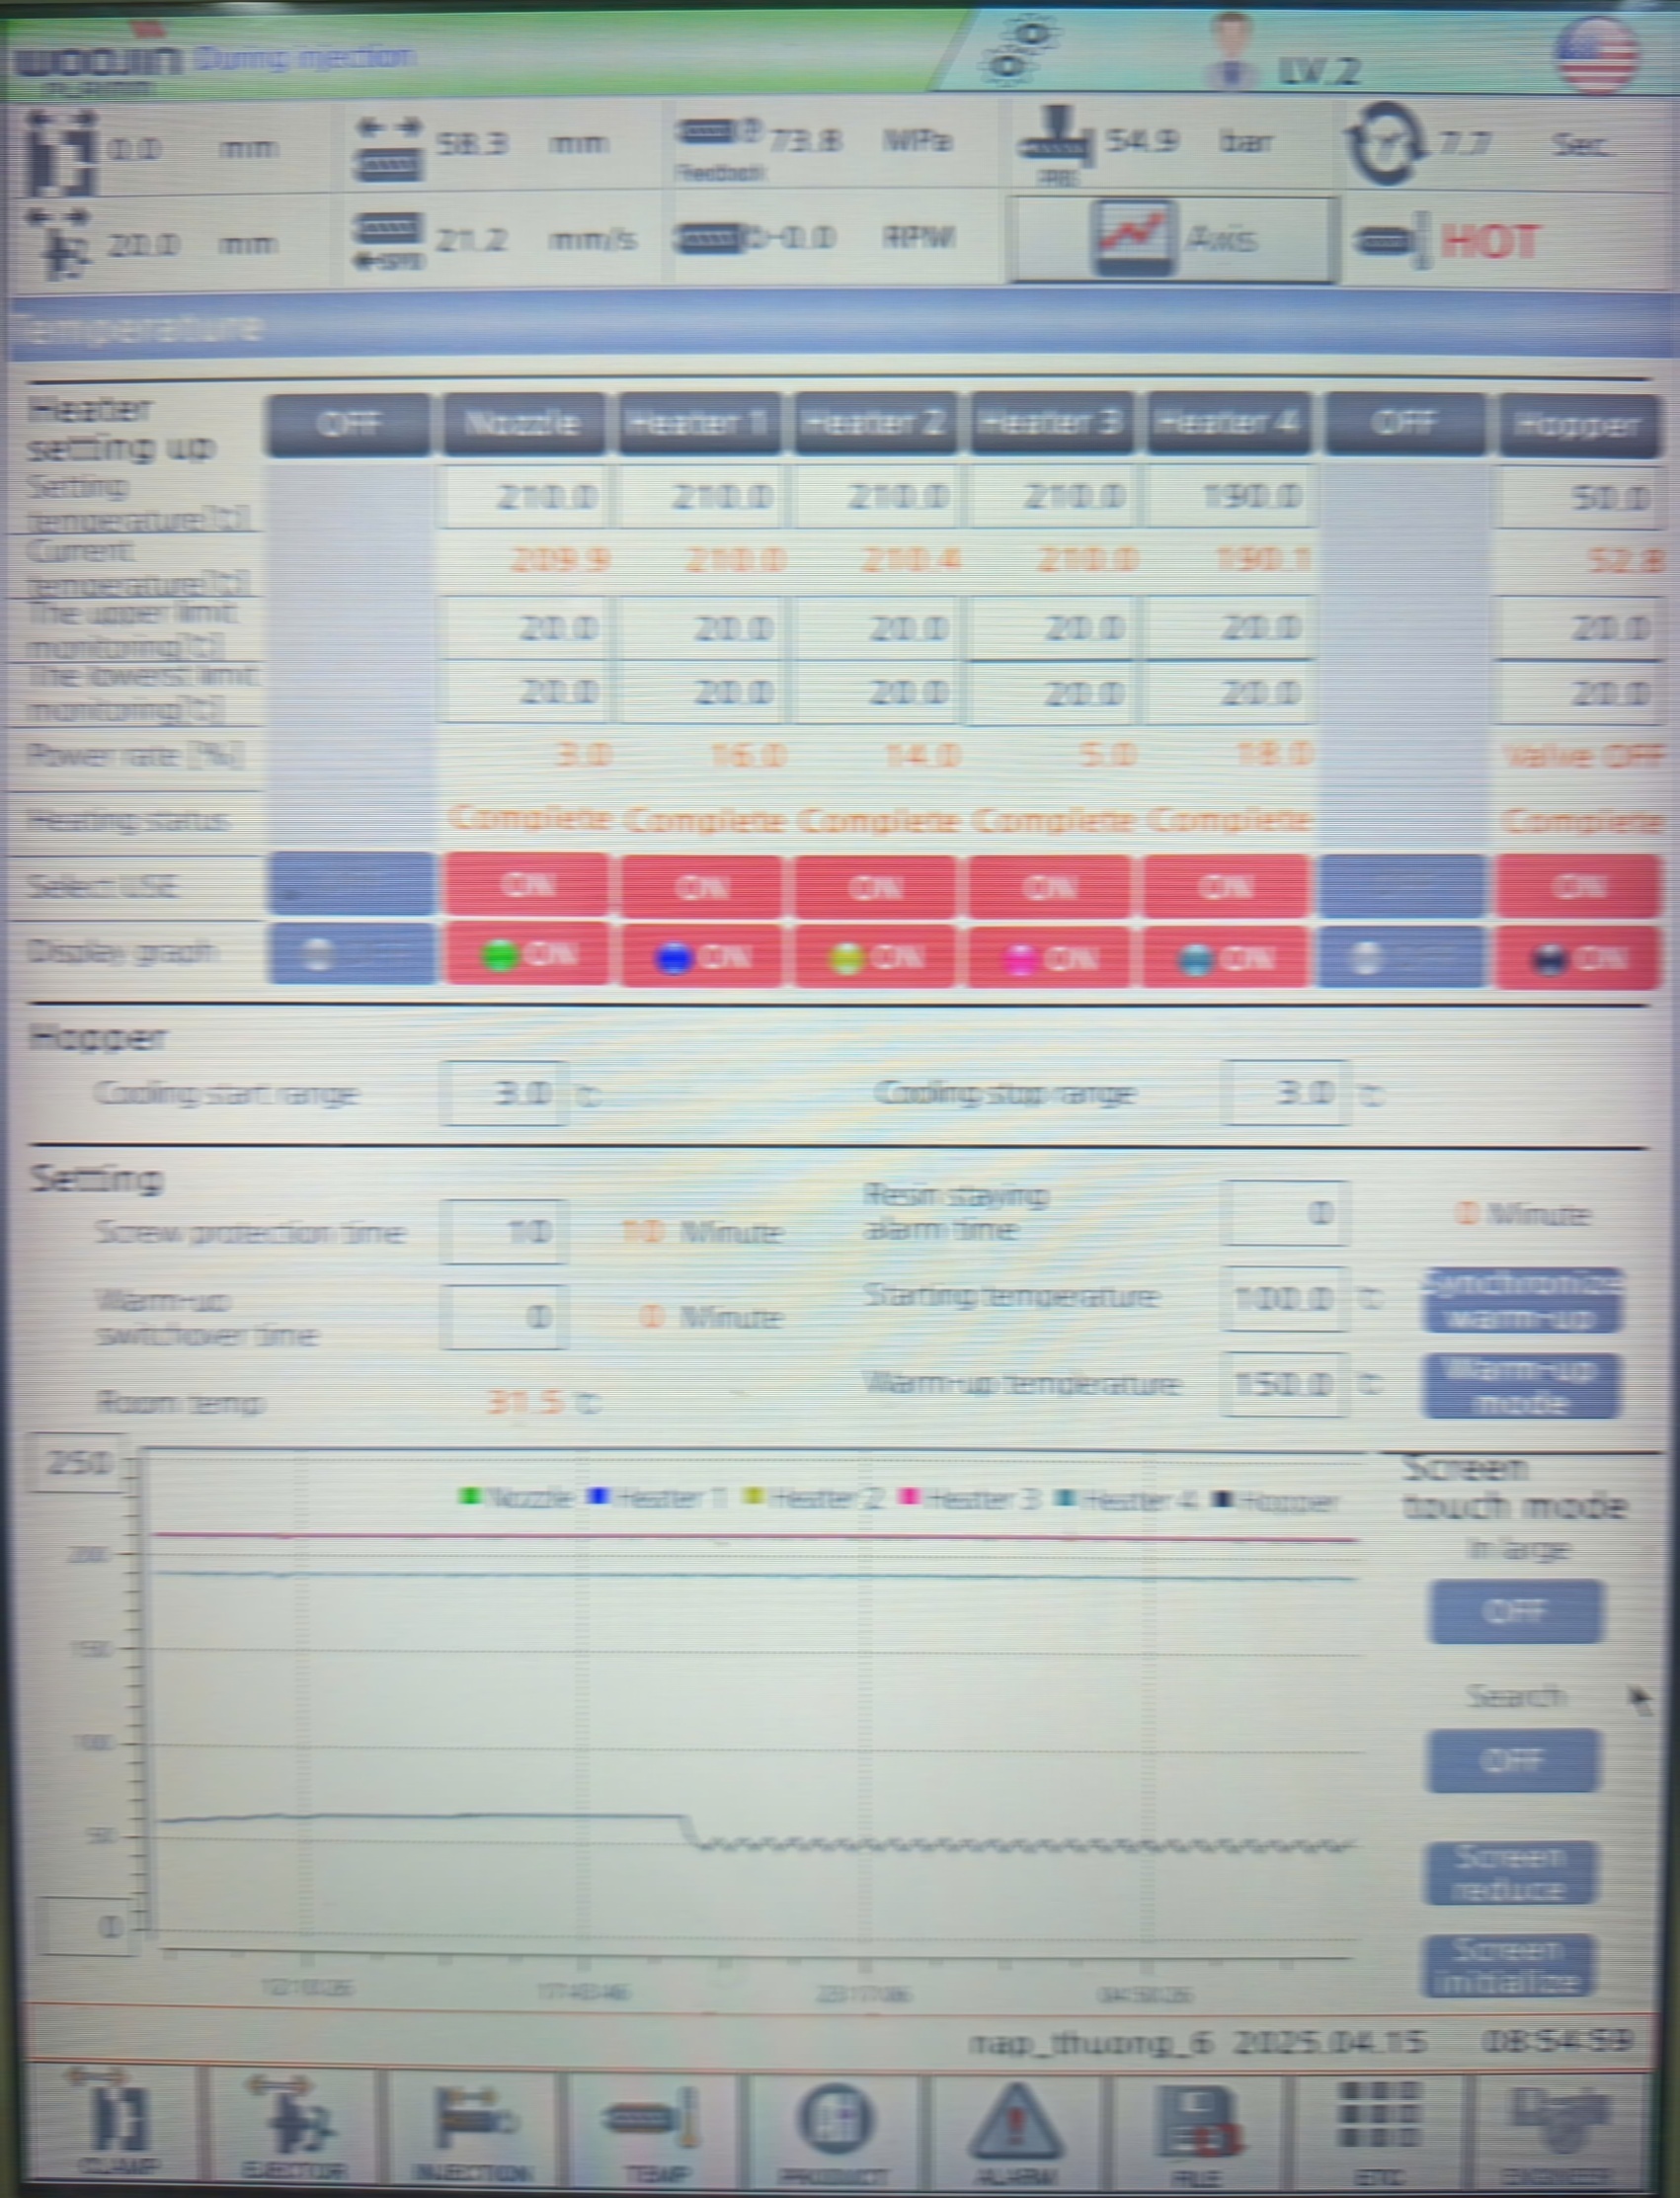 WOOJIN During injection LV.2
PLAIMM
0.0 mm 58.3 mm 73.8 MPa 54.9 bar 7.7 Sec.
Feedback PRBS
20.0 mm 21.2 mm/s -0.0 RPM Axis HOT
Temperature
Heater setting up OFF Nozzle Heater 1 Heater 2 Heater 3 Heater 4 OFF Hopper
Setting temperature[℃] 210.0 210.0 210.0 210.0 190.0 50.0
Current temperature[℃] 209.9 210.0 210.4 210.0 190.1 52.8
The upper limit monitoring[℃] 20.0 20.0 20.0 20.0 20.0 20.0
The lowerst limit monitoring[℃] 20.0 20.0 20.0 20.0 20.0 20.0
Power rate [%] 3.0 16.0 14.0 5.0 18.0 Valve OFF
Heating status Complete Complete Complete Complete Complete Complete
Select USE ON ON ON ON ON ON
Display graph ON ON ON ON ON ON
Hopper
Cooling start range 3.0 ℃ Cooling stop range 3.0 ℃
Setting
Screw protection time 10 10 Minute Resin staying alarm time 0 0 Minute
Warm-up switchover time 0 0 Minute Starting temperature 100.0 ℃ Synchronize warm-up
Room temp 31.5 ℃ Warm-up temperature 150.0 ℃ Warm-up mode
250
Nozzle Heater 1 Heater 2 Heater 3 Heater 4 Hopper
Screen touch mode
In large
200
OFF
150
Search
100
OFF
50
Screen reduce
0
Screen initialize
nap_thuong_6 2025.04.15 08:54:59
CLAMP EJECTOR INJECTION TEMP PRODUCT ALARM FILE ETC ENGINEER